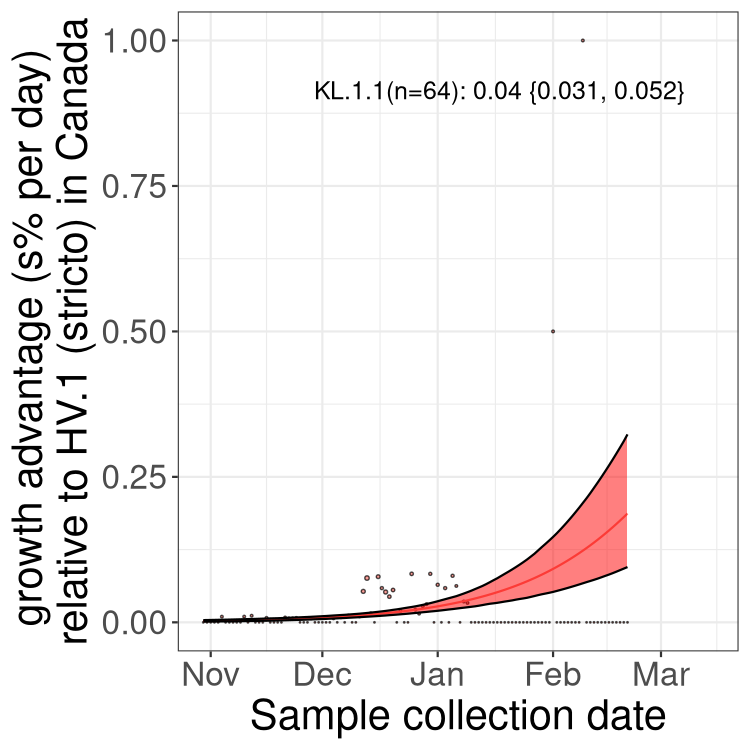 growth advantage (s% per day)
relative to HV.1 (stricto) in Canada
1.00
KL.1.1(n=64): 0.04 {0.031, 0.052}
0.75
0.50
0.25
0.00
Nov Dec Jan Feb Mar
Sample collection date